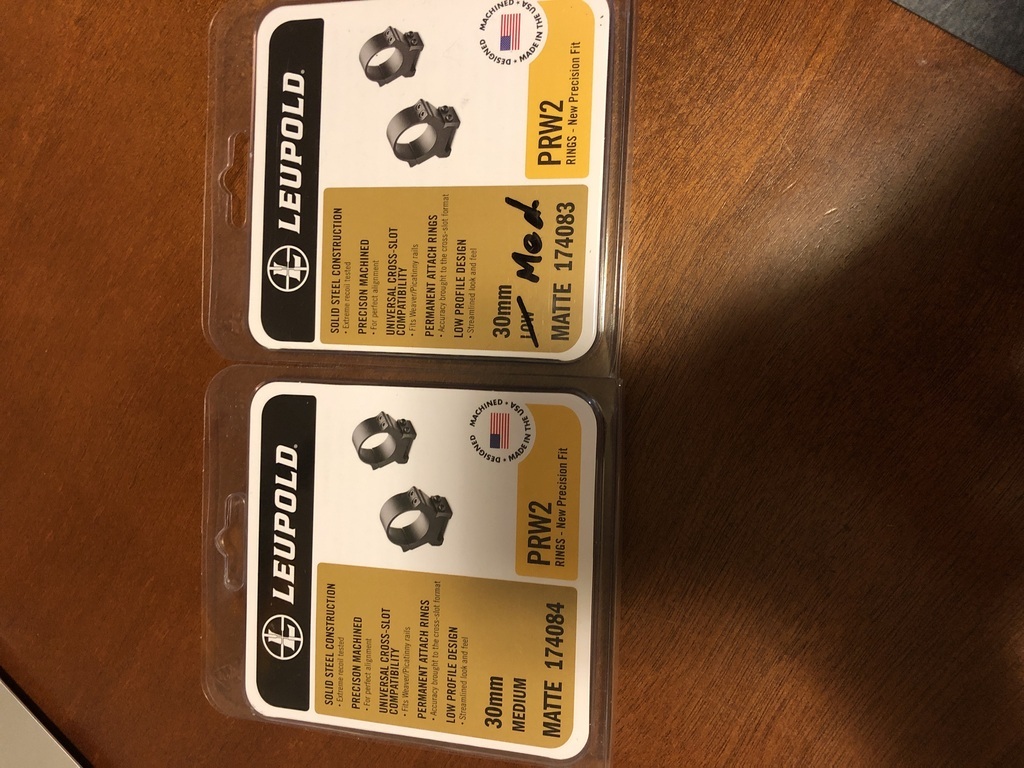 LEUPOLD®
DESIGNED • MACHINED • MADE IN THE USA •
SOLID STEEL CONSTRUCTION
• Extreme recoil tested
PRECISON MACHINED
• For perfect alignment
UNIVERSAL CROSS-SLOT
COMPATIBILITY
• Fits Weaver/Picatinny rails
PERMANENT ATTACH RINGS
• Accuracy brought to the cross-slot format
LOW PROFILE DESIGN
• Streamlined look and feel
30mm
LOW Med.
MATTE 174083
PRW2
RINGS - New Precision Fit
LEUPOLD®
DESIGNED • MACHINED • MADE IN THE USA •
SOLID STEEL CONSTRUCTION
• Extreme recoil tested
PRECISON MACHINED
• For perfect alignment
UNIVERSAL CROSS-SLOT
COMPATIBILITY
• Fits Weaver/Picatinny rails
PERMANENT ATTACH RINGS
• Accuracy brought to the cross-slot format
LOW PROFILE DESIGN
• Streamlined look and feel
30mm
MEDIUM
MATTE 174084
PRW2
RINGS - New Precision Fit